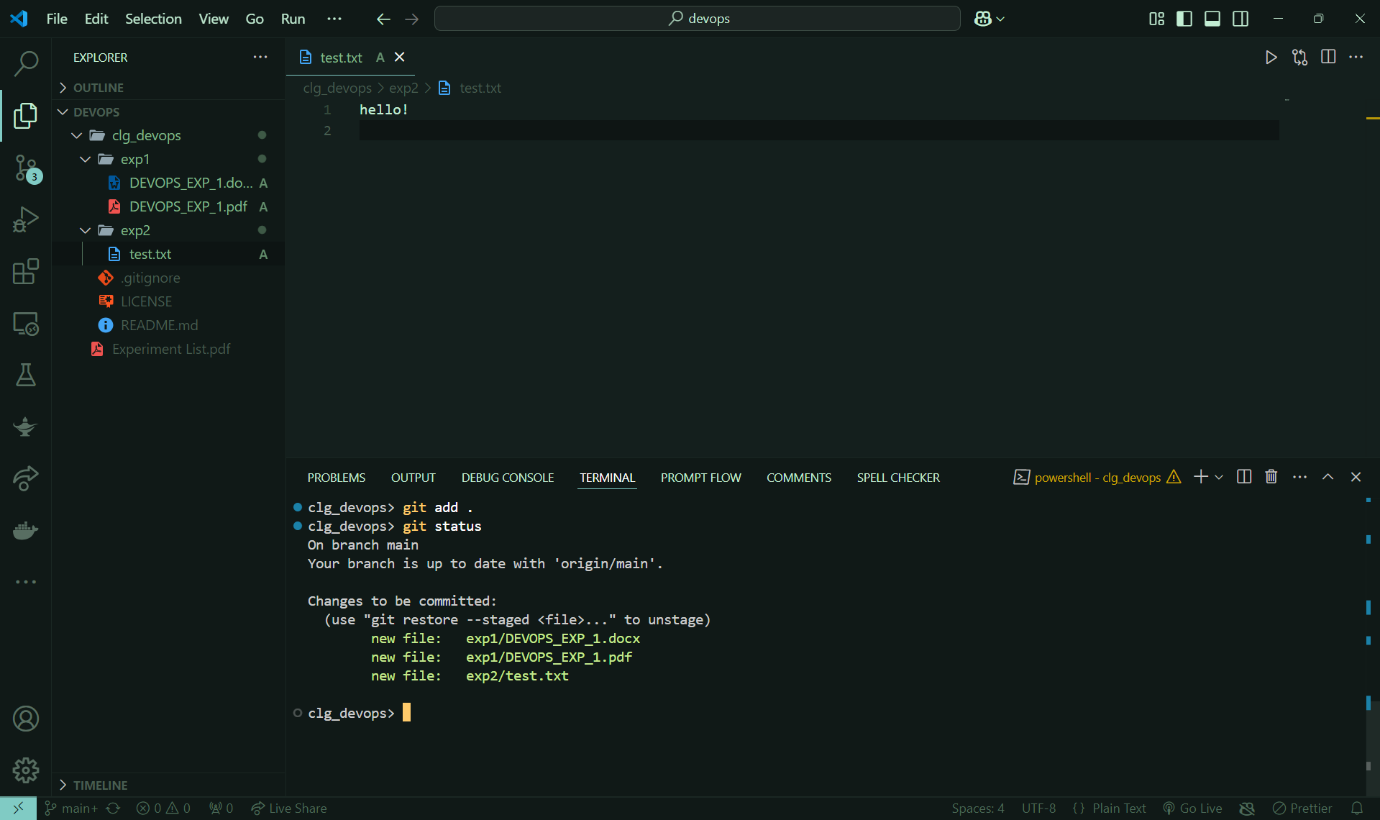 File Edit Selection View Go Run ···
devops
EXPLORER ···
OUTLINE
DEVOPS
clg_devops
exp1
DEVOPS_EXP_1.do... A
DEVOPS_EXP_1.pdf A
exp2
test.txt A
.gitignore
LICENSE
README.md
Experiment List.pdf
TIMELINE
3
test.txt A
clg_devops > exp2 > test.txt
1 hello!
2
PROBLEMS OUTPUT DEBUG CONSOLE TERMINAL PROMPT FLOW COMMENTS SPELL CHECKER
powershell - clg_devops
clg_devops> git add .
clg_devops> git status
On branch main
Your branch is up to date with 'origin/main'.
Changes to be committed:
(use "git restore --staged <file>..." to unstage)
new file: exp1/DEVOPS_EXP_1.docx
new file: exp1/DEVOPS_EXP_1.pdf
new file: exp2/test.txt
clg_devops>
main+ 0 0 0 Live Share
Spaces: 4 UTF-8 {} Plain Text Go Live Prettier